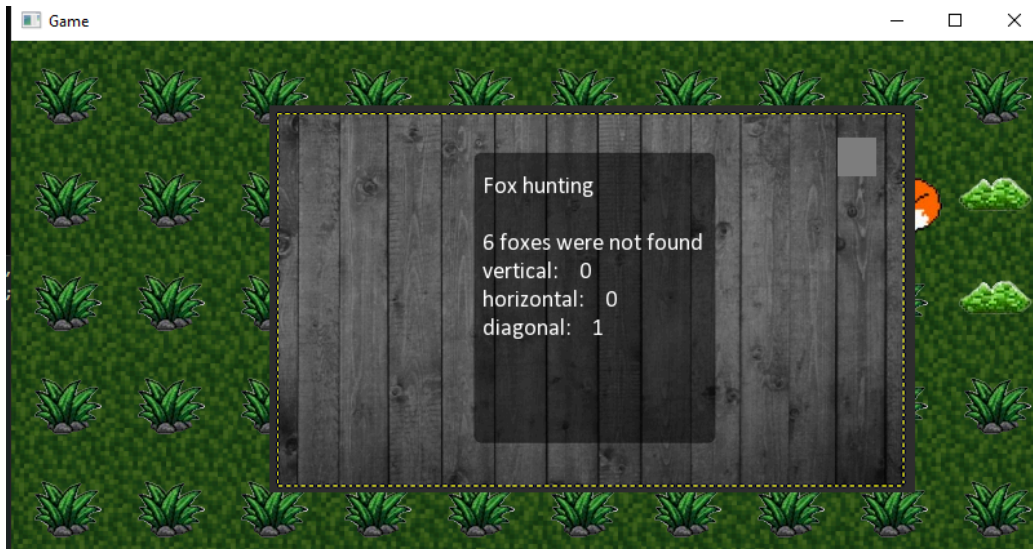 Game
Fox hunting
6 foxes were not found
vertical: 0
horizontal: 0
diagonal: 1